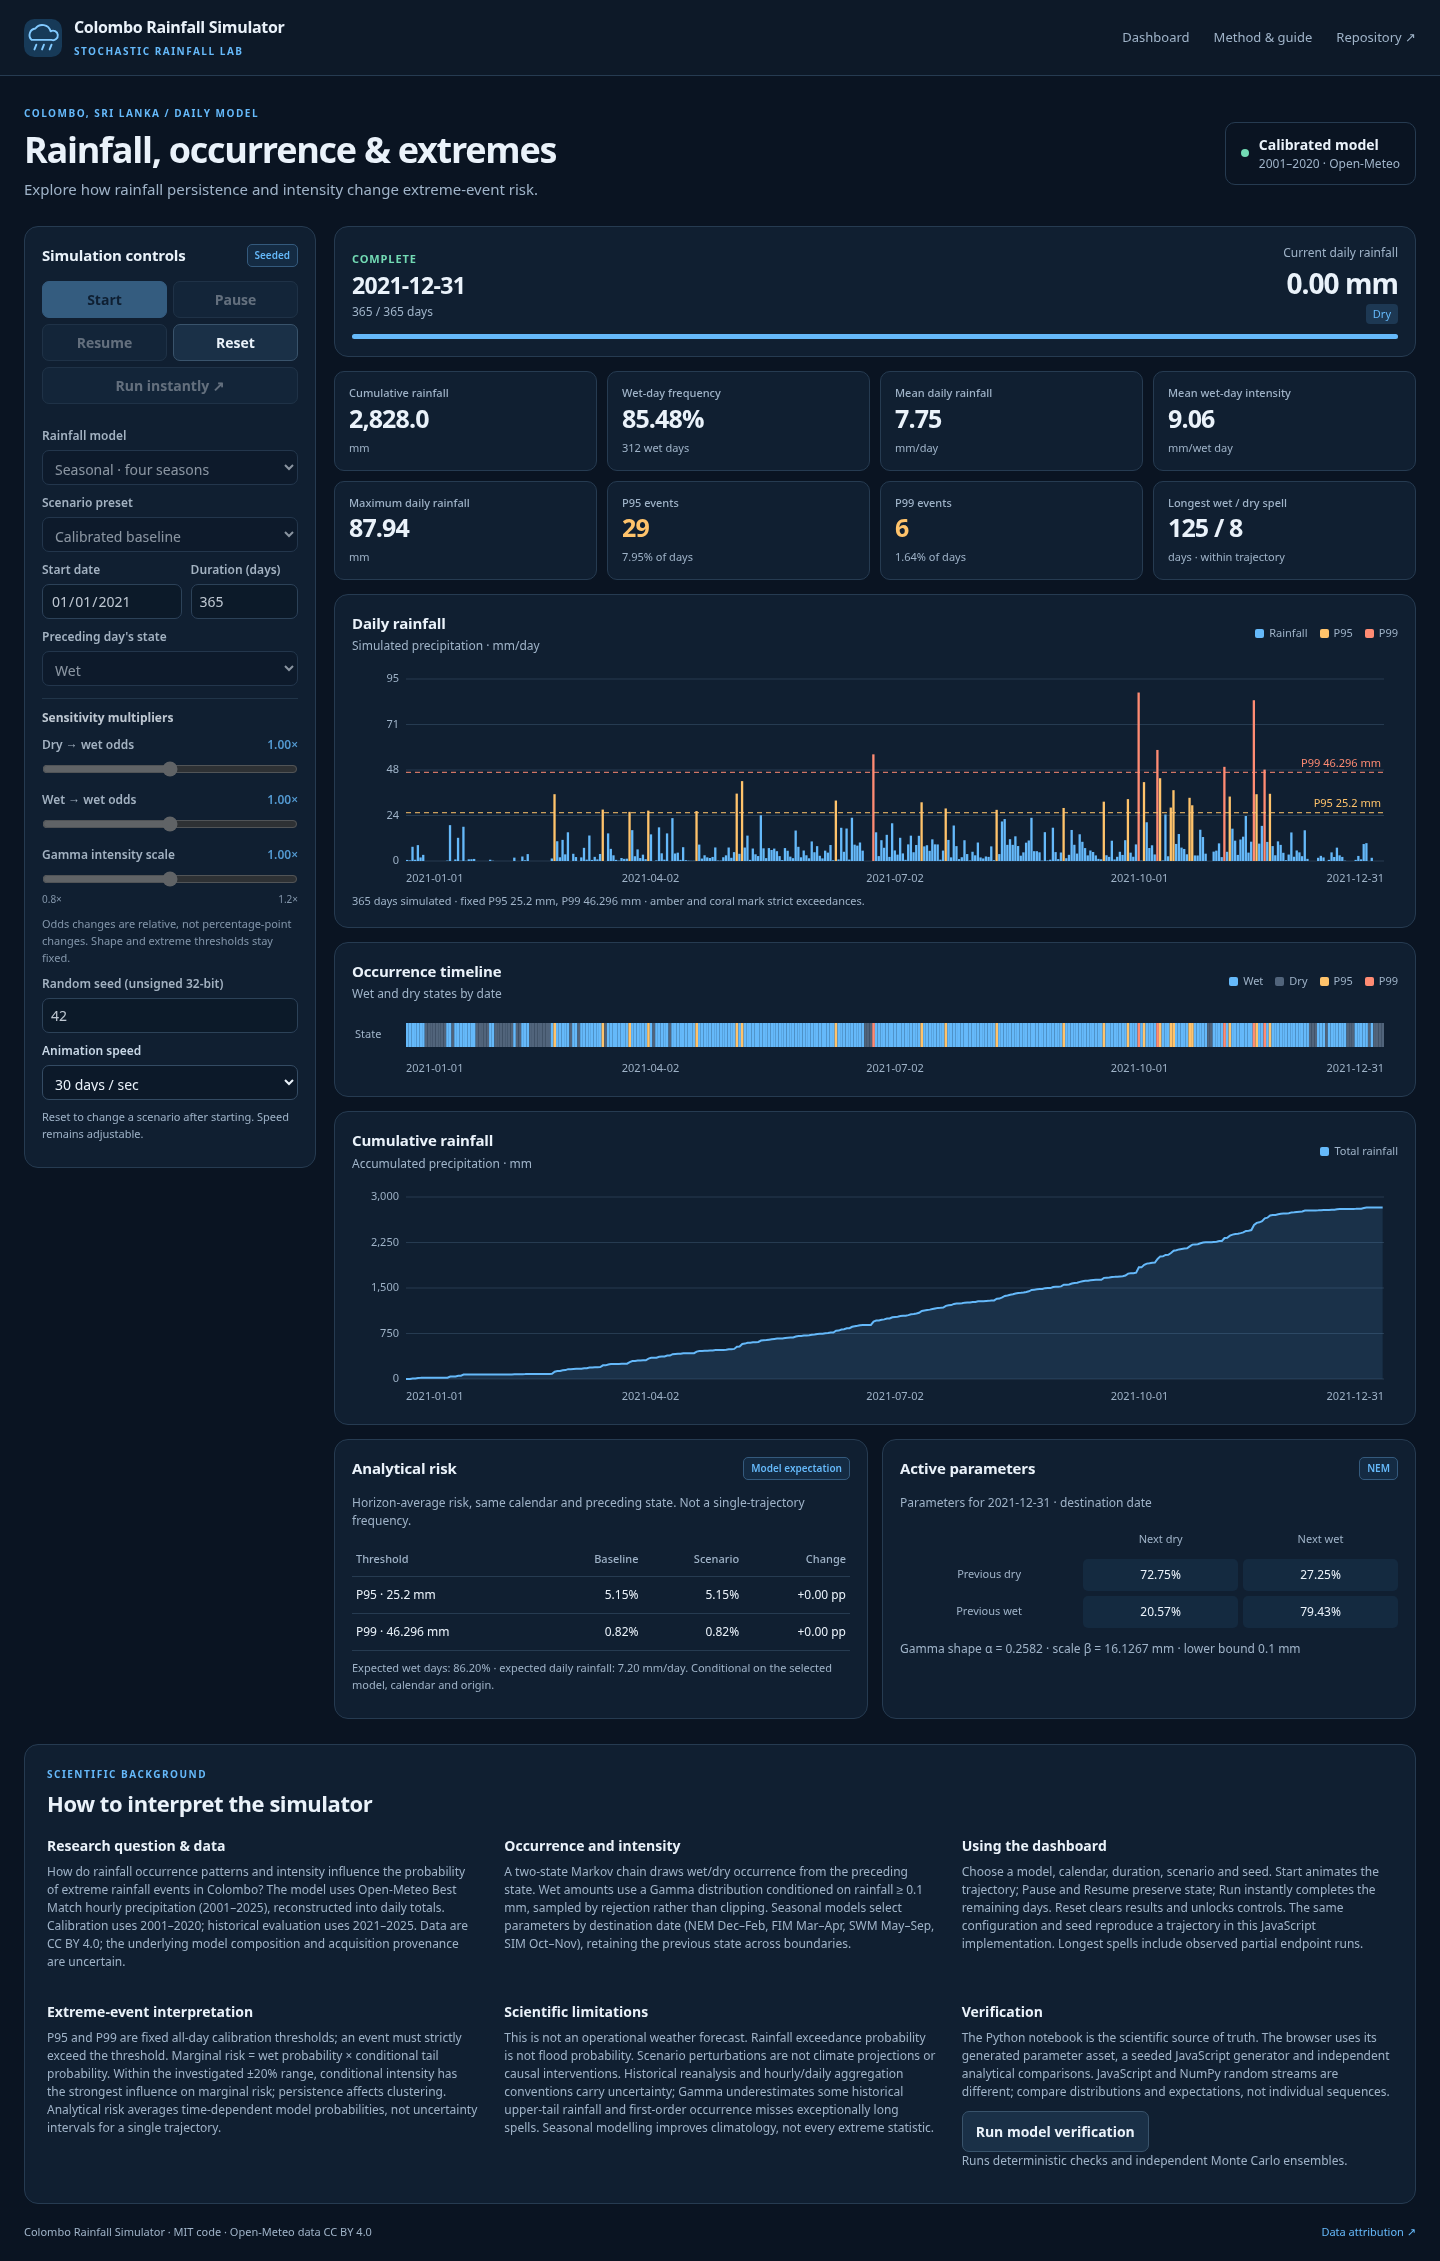 Colombo Rainfall Simulator
STOCHASTIC RAINFALL LAB
Dashboard
Method & guide
Repository ↗
COLOMBO, SRI LANKA / DAILY MODEL
Rainfall, occurrence & extremes
Explore how rainfall persistence and intensity change extreme-event risk.
Calibrated model
2001–2020 · Open-Meteo
Simulation controls
Seeded
Start
Pause
Resume
Reset
Run instantly ↗
Rainfall model
Seasonal · four seasons
Scenario preset
Calibrated baseline
Start date
Duration (days)
01/01/2021
365
Preceding day's state
Wet
Sensitivity multipliers
Dry → wet odds
1.00×
Wet → wet odds
1.00×
Gamma intensity scale
1.00×
0.8×
1.2×
Odds changes are relative, not percentage-point
changes. Shape and extreme thresholds stay
fixed.
Random seed (unsigned 32-bit)
42
Animation speed
30 days / sec
Reset to change a scenario after starting. Speed
remains adjustable.
COMPLETE
2021-12-31
365 / 365 days
Current daily rainfall
0.00 mm
Dry
Cumulative rainfall
2,828.0
mm
Wet-day frequency
85.48%
312 wet days
Mean daily rainfall
7.75
mm/day
Mean wet-day intensity
9.06
mm/wet day
Maximum daily rainfall
87.94
mm
P95 events
29
7.95% of days
P99 events
6
1.64% of days
Longest wet / dry spell
125 / 8
days · within trajectory
Daily rainfall
Simulated precipitation · mm/day
Rainfall
P95
P99
95
71
48
24
0
P99 46.296 mm
P95 25.2 mm
2021-01-01
2021-04-02
2021-07-02
2021-10-01
2021-12-31
365 days simulated · fixed P95 25.2 mm, P99 46.296 mm · amber and coral mark strict exceedances.
Occurrence timeline
Wet and dry states by date
Wet
Dry
P95
P99
State
2021-01-01
2021-04-02
2021-07-02
2021-10-01
2021-12-31
Cumulative rainfall
Accumulated precipitation · mm
Total rainfall
3,000
2,250
1,500
750
0
2021-01-01
2021-04-02
2021-07-02
2021-10-01
2021-12-31
Analytical risk
Model expectation
Horizon-average risk, same calendar and preceding state. Not a single-trajectory
frequency.
Threshold Baseline Scenario Change
P95 · 25.2 mm 5.15% 5.15% +0.00 pp
P99 · 46.296 mm 0.82% 0.82% +0.00 pp
Expected wet days: 86.20% · expected daily rainfall: 7.20 mm/day. Conditional on the selected
model, calendar and origin.
Active parameters
NEM
Parameters for 2021-12-31 · destination date
Next dry Next wet
Previous dry 72.75% 27.25%
Previous wet 20.57% 79.43%
Gamma shape α = 0.2582 · scale β = 16.1267 mm · lower bound 0.1 mm
SCIENTIFIC BACKGROUND
How to interpret the simulator
Research question & data
How do rainfall occurrence patterns and intensity influence the probability
of extreme rainfall events in Colombo? The model uses Open-Meteo Best
Match hourly precipitation (2001–2025), reconstructed into daily totals.
Calibration uses 2001–2020; historical evaluation uses 2021–2025. Data are
CC BY 4.0; the underlying model composition and acquisition provenance
are uncertain.
Occurrence and intensity
A two-state Markov chain draws wet/dry occurrence from the preceding
state. Wet amounts use a Gamma distribution conditioned on rainfall ≥ 0.1
mm, sampled by rejection rather than clipping. Seasonal models select
parameters by destination date (NEM Dec–Feb, FIM Mar–Apr, SWM May–Sep,
SIM Oct–Nov), retaining the previous state across boundaries.
Using the dashboard
Choose a model, calendar, duration, scenario and seed. Start animates the
trajectory; Pause and Resume preserve state; Run instantly completes the
remaining days. Reset clears results and unlocks controls. The same
configuration and seed reproduce a trajectory in this JavaScript
implementation. Longest spells include observed partial endpoint runs.
Extreme-event interpretation
P95 and P99 are fixed all-day calibration thresholds; an event must strictly
exceed the threshold. Marginal risk = wet probability × conditional tail
probability. Within the investigated ±20% range, conditional intensity has
the strongest influence on marginal risk; persistence affects clustering.
Analytical risk averages time-dependent model probabilities, not uncertainty
intervals for a single trajectory.
Scientific limitations
This is not an operational weather forecast. Rainfall exceedance probability
is not flood probability. Scenario perturbations are not climate projections or
causal interventions. Historical reanalysis and hourly/daily aggregation
conventions carry uncertainty; Gamma underestimates some historical
upper-tail rainfall and first-order occurrence misses exceptionally long
spells. Seasonal modelling improves climatology, not every extreme statistic.
Verification
The Python notebook is the scientific source of truth. The browser uses its
generated parameter asset, a seeded JavaScript generator and independent
analytical comparisons. JavaScript and NumPy random streams are
different; compare distributions and expectations, not individual sequences.
Run model verification
Runs deterministic checks and independent Monte Carlo ensembles.
Colombo Rainfall Simulator · MIT code · Open-Meteo data CC BY 4.0
Data attribution ↗